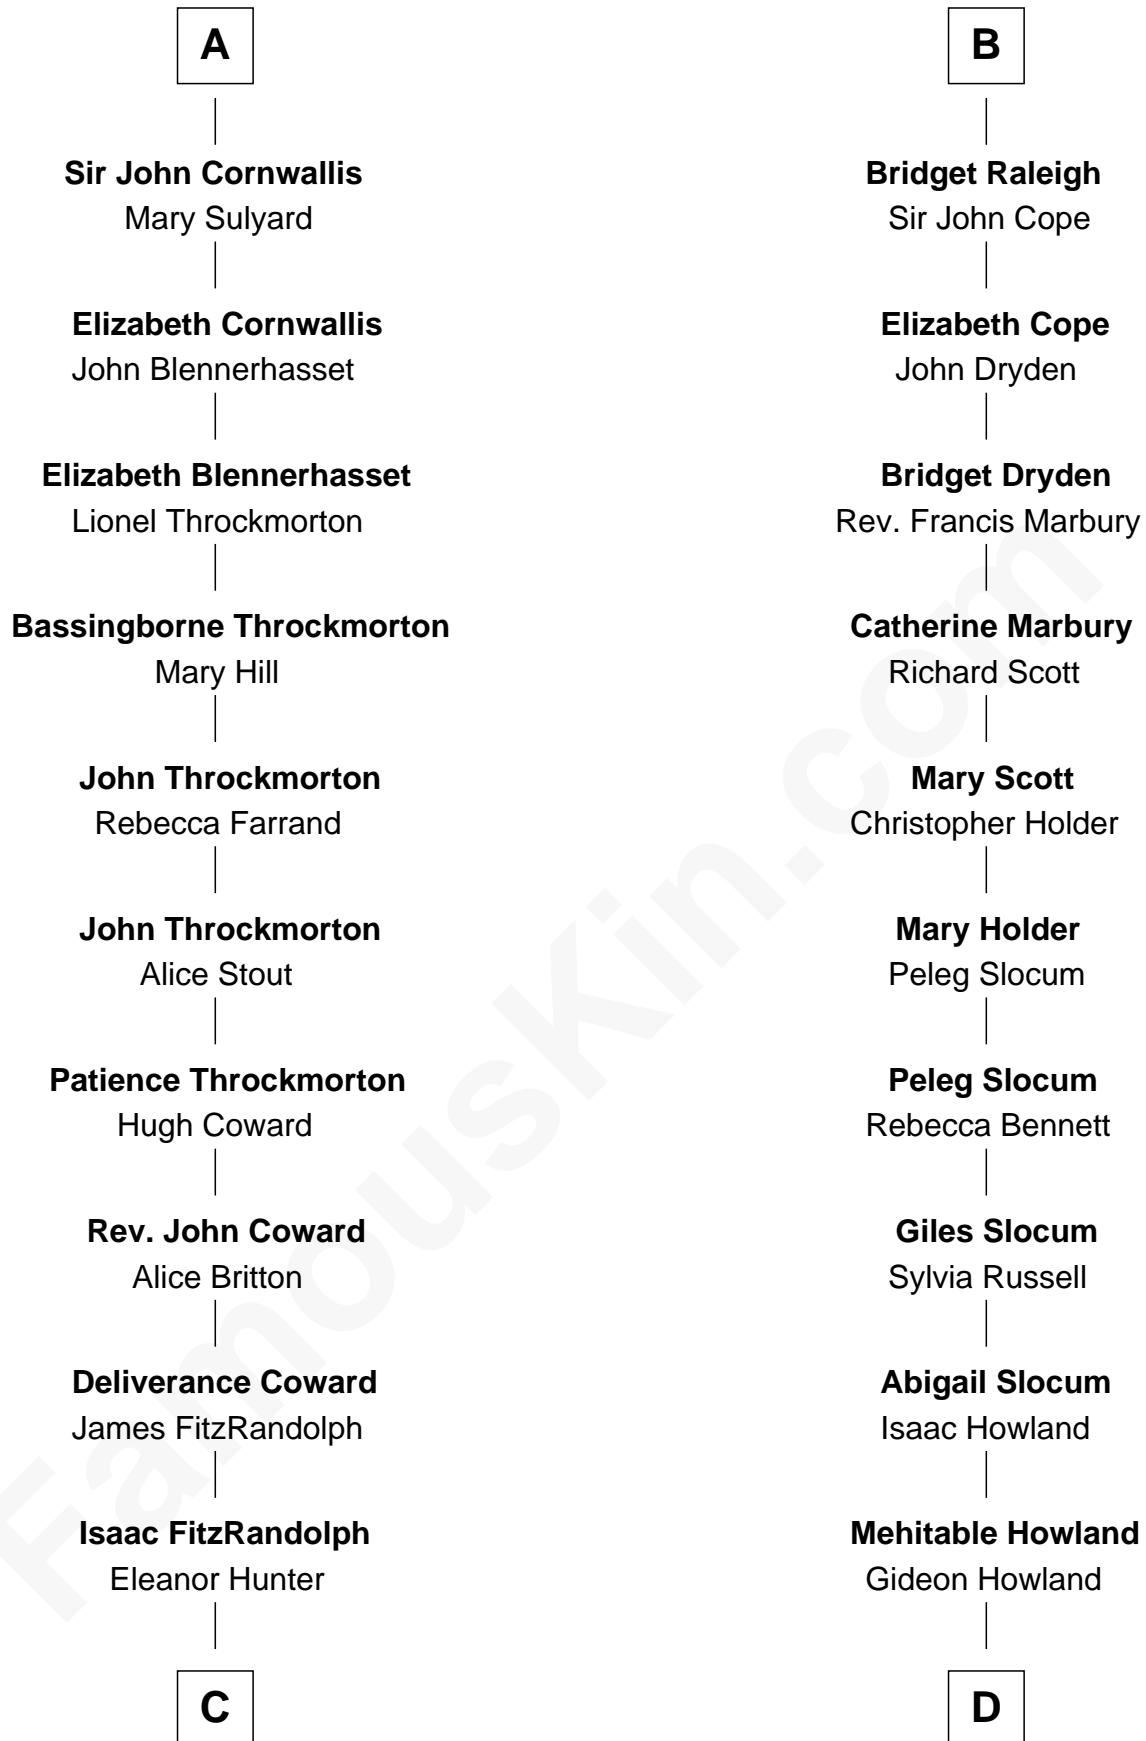 A
Sir John Cornwallis
Mary Sulyard
Elizabeth Cornwallis
John Blennerhasset
Elizabeth Blennerhasset
Lionel Throckmorton
Bassingborne Throckmorton
Mary Hill
John Throckmorton
Rebecca Farrand
John Throckmorton
Alice Stout
Patience Throckmorton
Hugh Coward
Rev. John Coward
Alice Britton
Deliverance Coward
James FitzRandolph
Isaac FitzRandolph
Eleanor Hunter
C
B
Bridget Raleigh
Sir John Cope
Elizabeth Cope
John Dryden
Bridget Dryden
Rev. Francis Marbury
Catherine Marbury
Richard Scott
Mary Scott
Christopher Holder
Mary Holder
Peleg Slocum
Peleg Slocum
Rebecca Bennett
Giles Slocum
Sylvia Russell
Abigail Slocum
Isaac Howland
Mehitable Howland
Gideon Howland
D
FamousKin.com